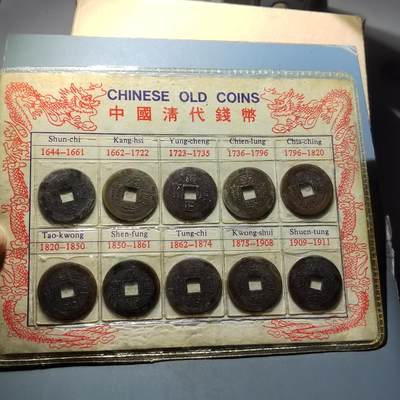 CHINESE OLD COINS
中國清代錢幣
Shun-chi Kang-hsi Yung-cheng Chien-lung Chia-ching
1644–1661 1662–1722 1723–1735 1736–1796 1796–1820
Tao-kwong Shen-fung Tung-chi Kwong-shui Shuen-tung
1820–1850 1850–1861 1862–1874 1875–1908 1909–1911